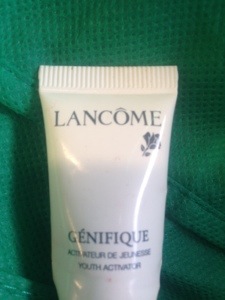 LANCÔME
GÉNIFIQUE
ACTIVATEUR DE JEUNESSE
YOUTH ACTIVATOR